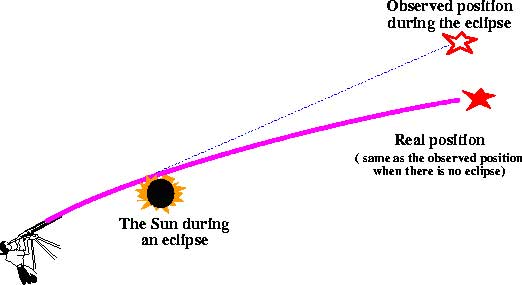 Observed position
during the eclipse
Real position
( same as the observed position
when there is no eclipse)
The Sun during
an eclipse